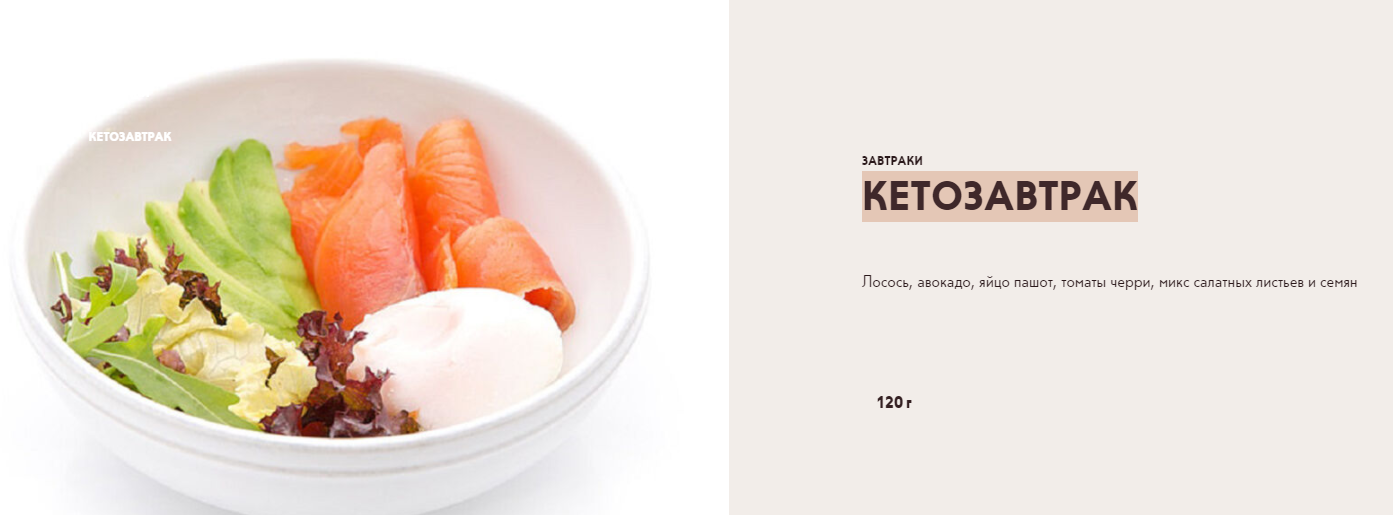 КЕТОЗАВТРАК
ЗАВТРАКИ
КЕТОЗАВТРАК
Лосось, авокадо, яйцо пашот, томаты черри, микс салатных листьев и семян
120 г